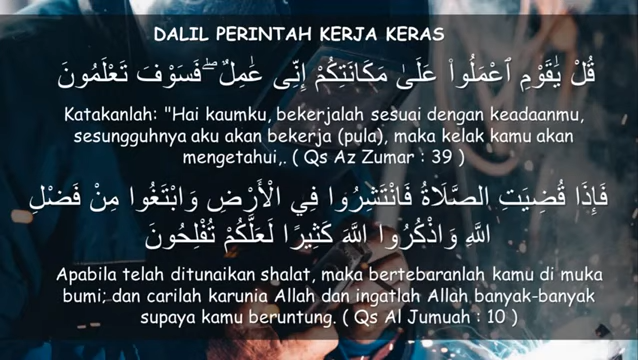 DALIL PERINTAH KERJA KERAS
قُلْ يَٰقَوْمِ ٱعْمَلُوا۟ عَلَىٰ مَكَانَتِكُمْ إِنِّى عَٰمِلٌ ۖ فَسَوْفَ تَعْلَمُونَ
Katakanlah: "Hai kaumku, bekerjalah sesuai dengan keadaanmu,
sesungguhnya aku akan bekerja (pula), maka kelak kamu akan
mengetahui,. ( Qs Az Zumar : 39 )
فَإِذَا قُضِيَتِ الصَّلَاةُ فَانْتَشِرُوا فِي الْأَرْضِ وَابْتَغُوا مِنْ فَضْلِ
اللَّهِ وَاذْكُرُوا اللَّهَ كَثِيرًا لَعَلَّكُمْ تُفْلِحُونَ
Apabila telah ditunaikan shalat, maka bertebaranlah kamu di muka
bumi; dan carilah karunia Allah dan ingatlah Allah banyak-banyak
supaya kamu beruntung. ( Qs Al Jumuah : 10 )